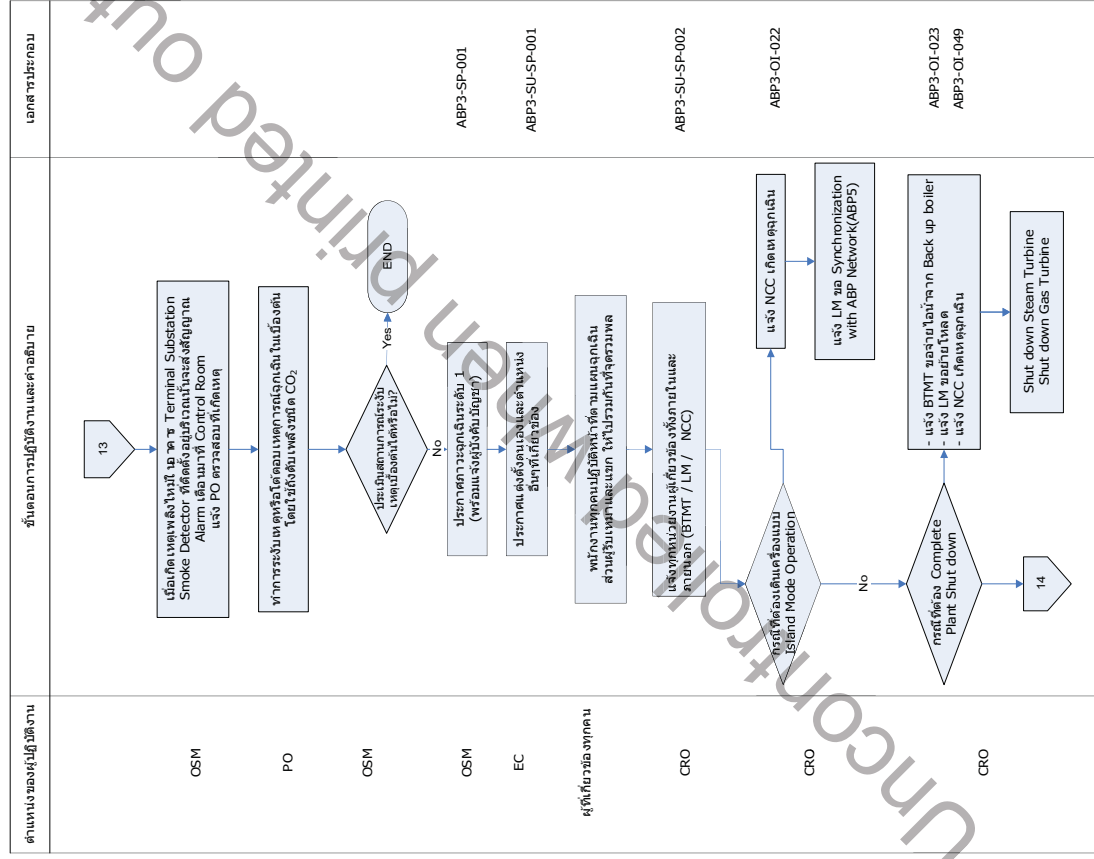 ตำแหน่งของผู้ปฏิบัติงาน
ขั้นตอนการปฏิบัติงานและคำอธิบาย
เอกสารประกอบ
13
OSM
เมื่อเกิดเหตุเพลิงไหม้ในอาคาร Terminal Substation
Smoke Detector ที่ติดตั้งอยู่บริเวณนั้นจะส่งสัญญาณ
Alarm เตือนมาที่ Control Room
แจ้ง PO ตรวจสอบที่เกิดเหตุ
PO
ทำการระงับเหตุหรือโต้ตอบเหตุการณ์ฉุกเฉินในเบื้องต้น
โดยใช้ถังดับเพลิงชนิด CO2
OSM
ประเมินสถานการณ์ระงับ
เหตุเบื้องต้นได้หรือไม่?
Yes
END
No
OSM
ประกาศภาวะฉุกเฉินระดับ 1
(พร้อมแจ้งผู้บังคับบัญชา)
ABP3-SP-001
EC
ประกาศแต่งตั้งตนเองและตำแหน่ง
อื่นๆที่เกี่ยวข้อง
ABP3-SU-SP-001
ผู้ที่เกี่ยวข้องทุกคน
พนักงานทุกคนปฏิบัติหน้าที่ตามแผนฉุกเฉิน
ส่วนผู้รับเหมาและแขก ให้ไปรวมกันที่จุดรวมพล
CRO
แจ้งทุกหน่วยงานผู้เกี่ยวข้องทั้งภายในและ
ภายนอก (BTMT / LM / NCC)
ABP3-SU-SP-002
CRO
กรณีที่ต้องเดินเครื่องแบบ
Island Mode Operation
แจ้ง NCC เกิดเหตุฉุกเฉิน
ABP3-OI-022
แจ้ง LM ขอ Synchronization
with ABP Network(ABP5)
No
CRO
กรณีที่ต้อง Complete
Plant Shut down
- แจ้ง BTMT ขอจ่ายไอน้ำจาก Back up boiler
- แจ้ง LM ขอย้ายโหลด
- แจ้ง NCC เกิดเหตุฉุกเฉิน
ABP3-OI-023
ABP3-OI-049
Shut down Steam Turbine
Shut down Gas Turbine
14
Uncontrolled when printed out